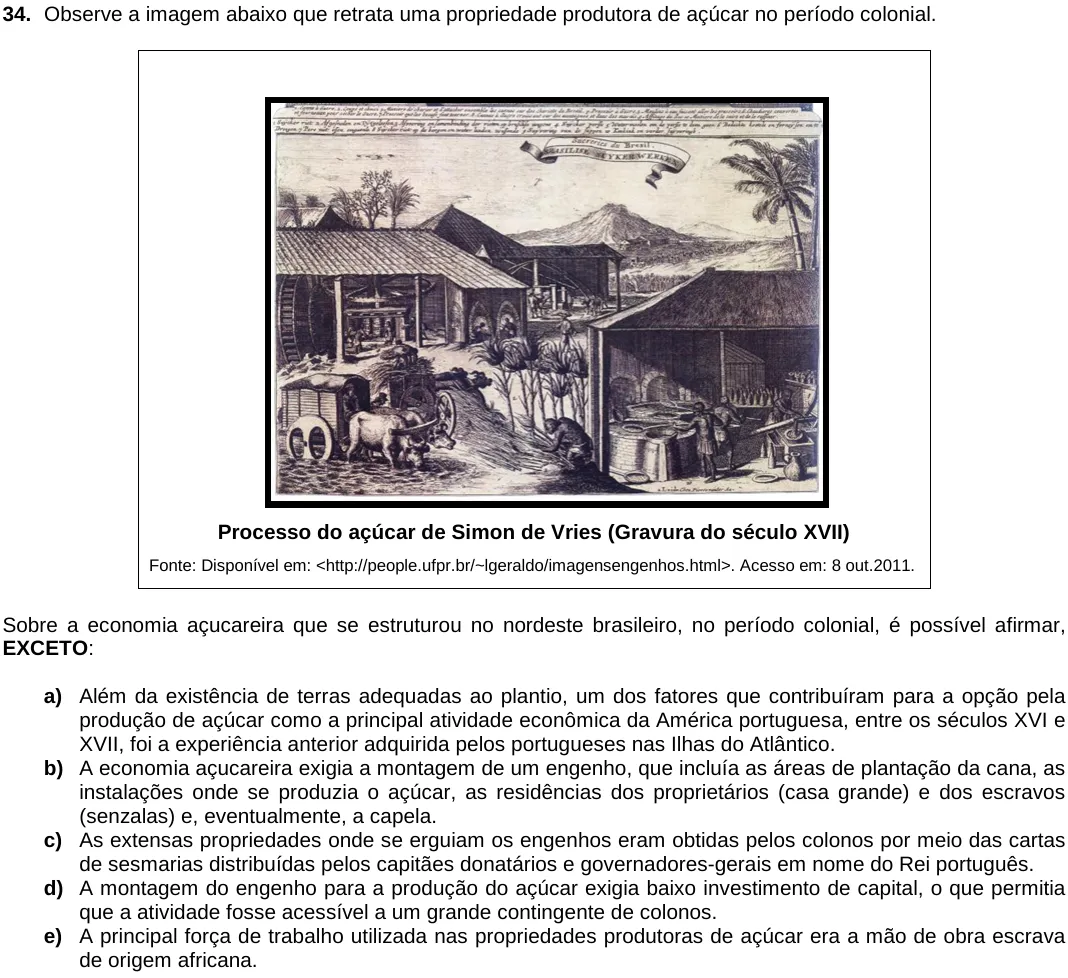 34. Observe a imagem abaixo que retrata uma propriedade produtora de açúcar no período colonial.
Processo do açúcar de Simon de Vries (Gravura do século XVII)
Fonte: Disponível em: <http://people.ufpr.br/~lgeraldo/imagensengenhos.html>. Acesso em: 8 out.2011.
Sobre a economia açucareira que se estruturou no nordeste brasileiro, no período colonial, é possível afirmar,
EXCETO:
a) Além da existência de terras adequadas ao plantio, um dos fatores que contribuíram para a opção pela
produção de açúcar como a principal atividade econômica da América portuguesa, entre os séculos XVI e
XVII, foi a experiência anterior adquirida pelos portugueses nas Ilhas do Atlântico.
b) A economia açucareira exigia a montagem de um engenho, que incluía as áreas de plantação da cana, as
instalações onde se produzia o açúcar, as residências dos proprietários (casa grande) e dos escravos
(senzalas) e, eventualmente, a capela.
c) As extensas propriedades onde se erguiam os engenhos eram obtidas pelos colonos por meio das cartas
de sesmarias distribuídas pelos capitães donatários e governadores-gerais em nome do Rei português.
d) A montagem do engenho para a produção do açúcar exigia baixo investimento de capital, o que permitia
que a atividade fosse acessível a um grande contingente de colonos.
e) A principal força de trabalho utilizada nas propriedades produtoras de açúcar era a mão de obra escrava
de origem africana.